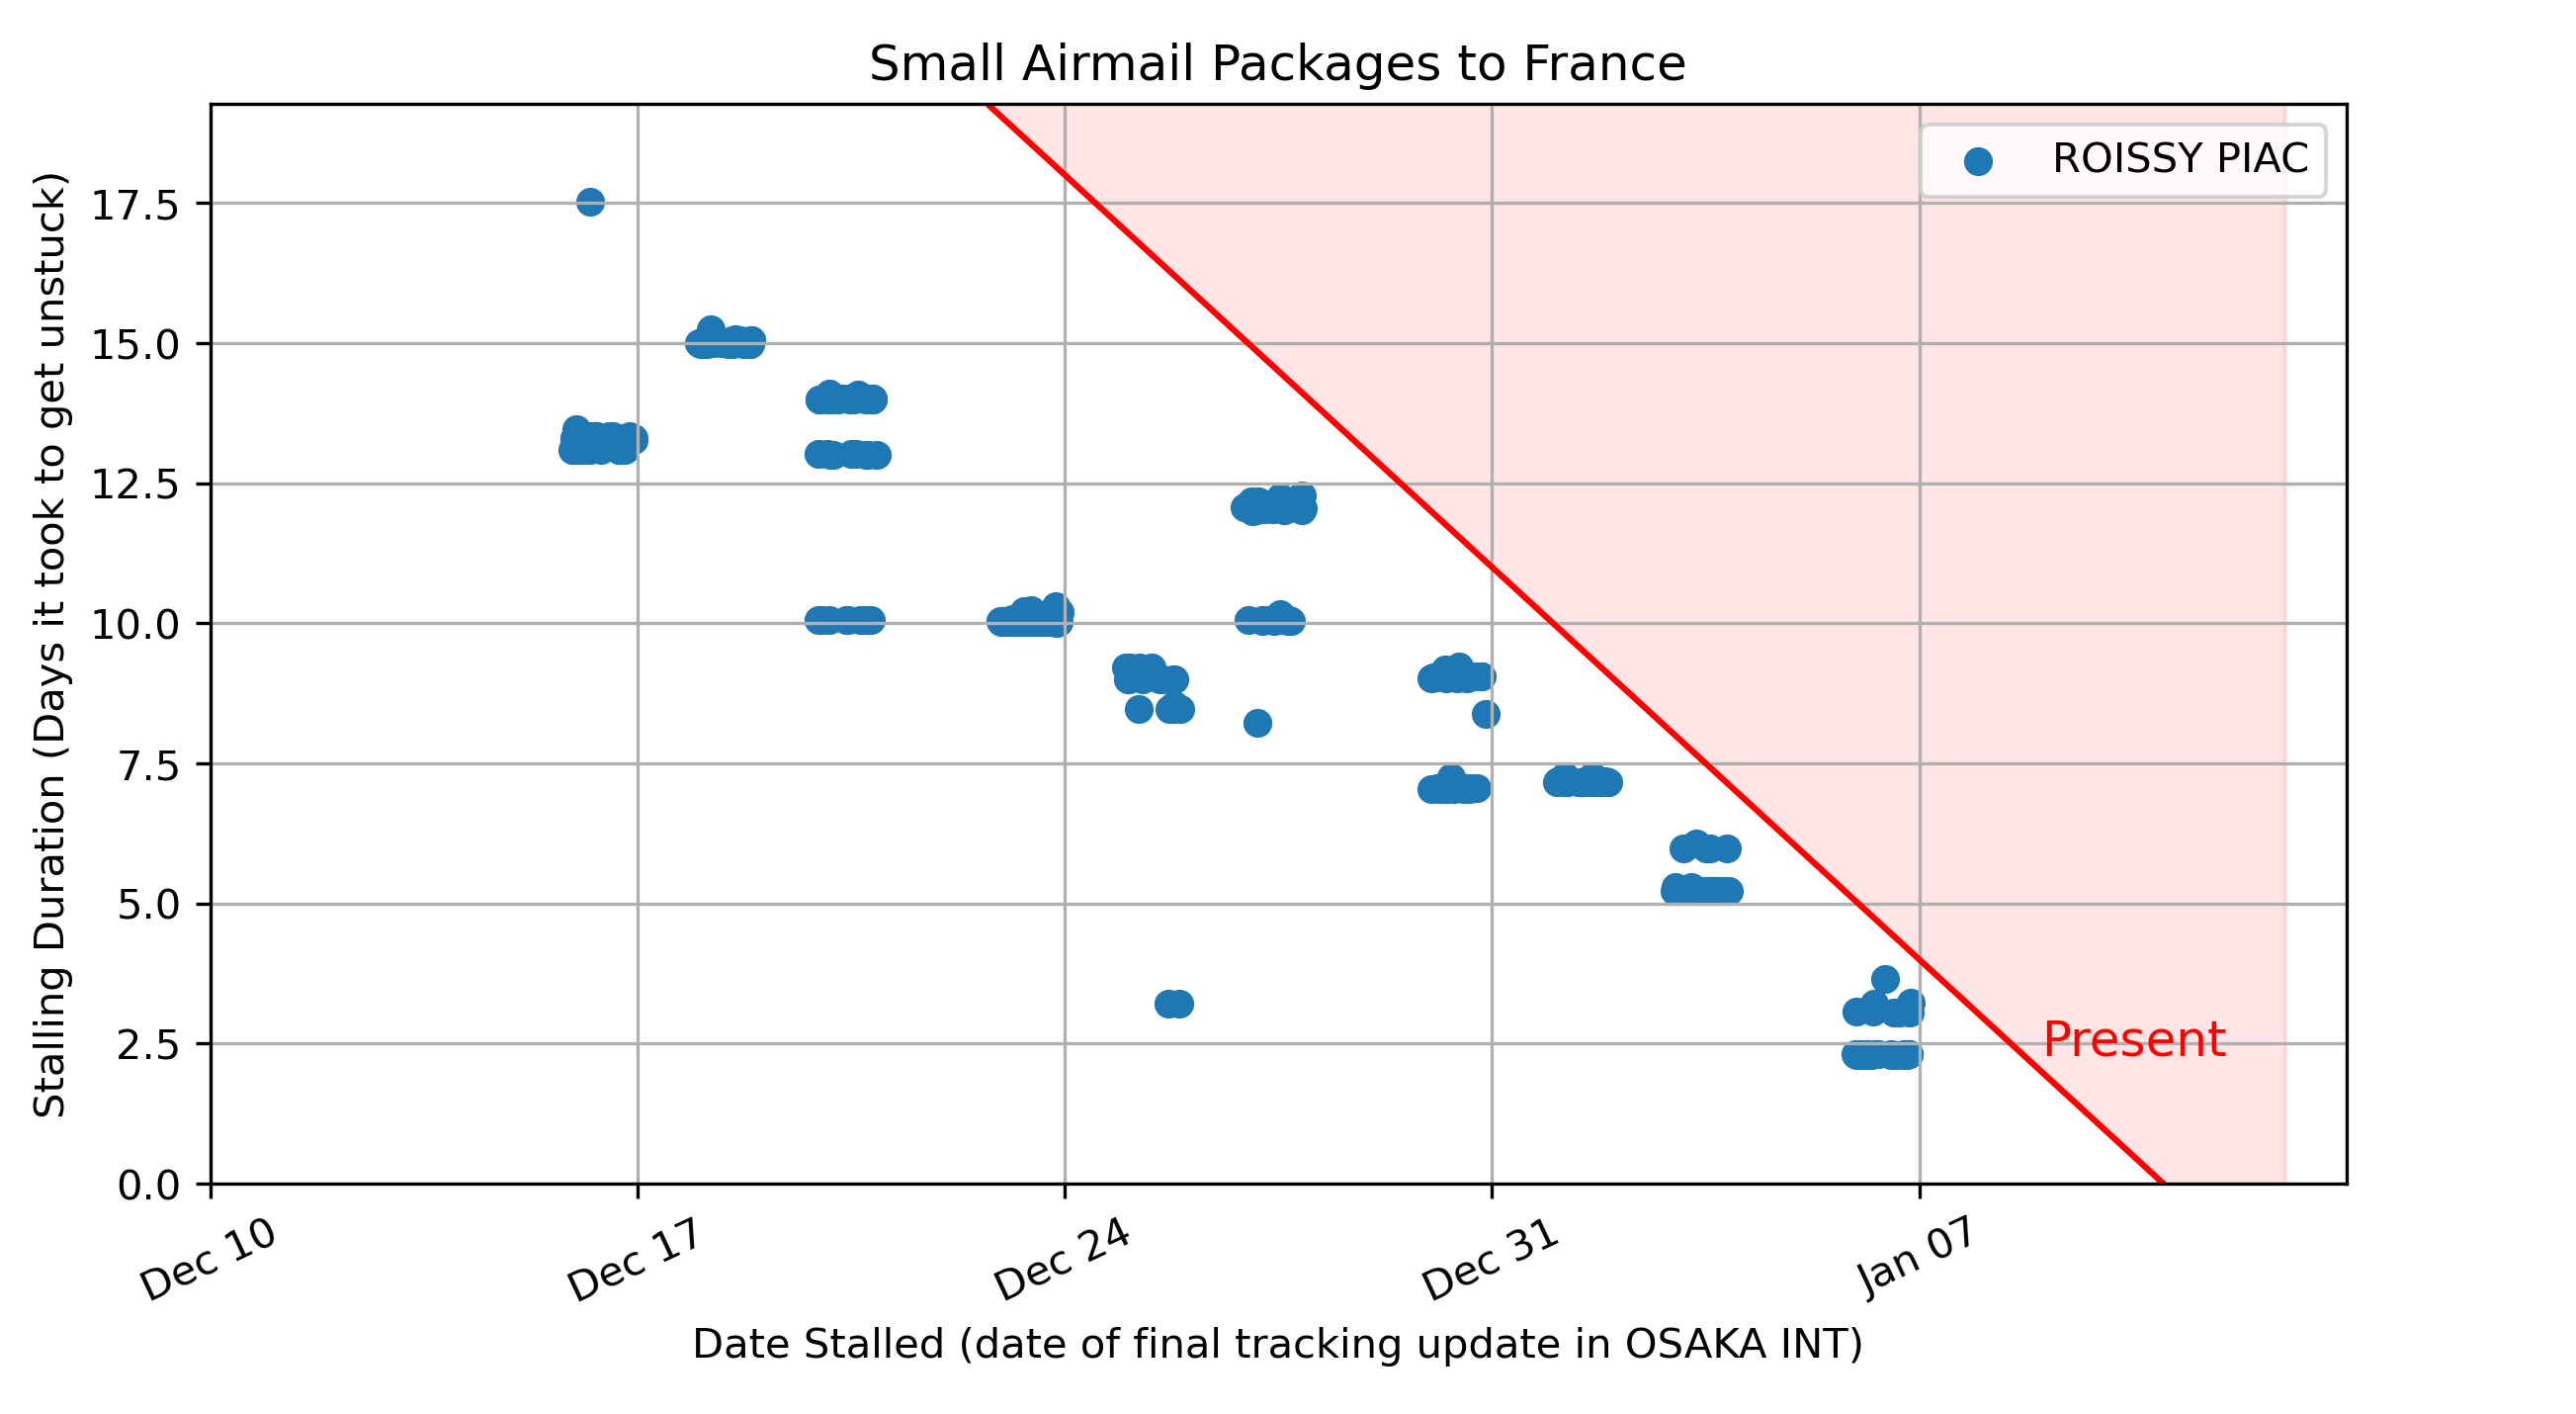 Small Airmail Packages to France
ROISSY PIAC
Stalling Duration (Days it took to get unstuck)
17.5
15.0
12.5
10.0
7.5
5.0
2.5
0.0
Present
Dec 10
Dec 17
Dec 24
Dec 31
Jan 07
Date Stalled (date of final tracking update in OSAKA INT)